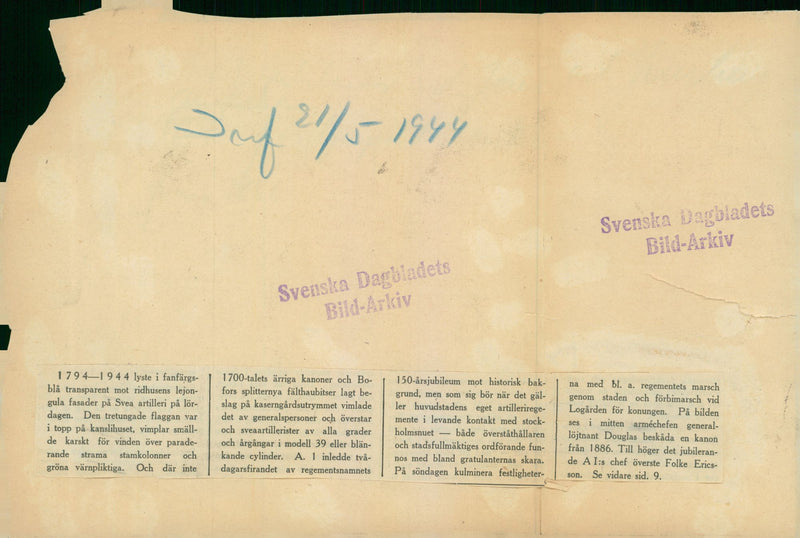 21/5 1944
Svenska Dagbladets
Bild-Arkiv
Svenska Dagbladets
Bild-Arkiv
1794—1944 lyste i fanfärgs-
blå transparent mot ridhusens lejon-
gula fasader på Svea artilleri på lör-
dagen. Den tretungade flaggan var
i topp på kanslihuset, vimplar smäll-
de karskt för vinden över parade-
rande strama stamkolonner och
gröna värnpliktiga. Och där inte
1700-talets ärriga kanoner och Bo-
fors splitternya fälthaubitser lagt be-
slag på kaserngårdsutrymmet vimlade
det av generalspersoner och överstar
och sveaartillerister av alla grader
och årgångar i modell 39 eller blän-
kande cylinder. A. 1 inledde två-
dagarsfirandet av regementsnamnets
150-årsjubileum mot historisk bak-
grund, men som sig bör när det gäl-
ler huvudstadens eget artilleriregemente
i levande kontakt med stock-
holmsnuet — både överståthållaren
och stadsfullmäktiges ordförande fun-
nos med bland gratulanternas skara.
På söndagen kulminera festligheter-
na med bl. a. regementets marsch
genom staden och förbimarsch vid
Logården för konungen. På bilden
ses i mitten arméchefen general-
löjtnant Douglas beskåda en kanon
från 1886. Till höger det jubileran-
de A I:s chef överste Folke Erics-
son. Se vidare sid. 9.